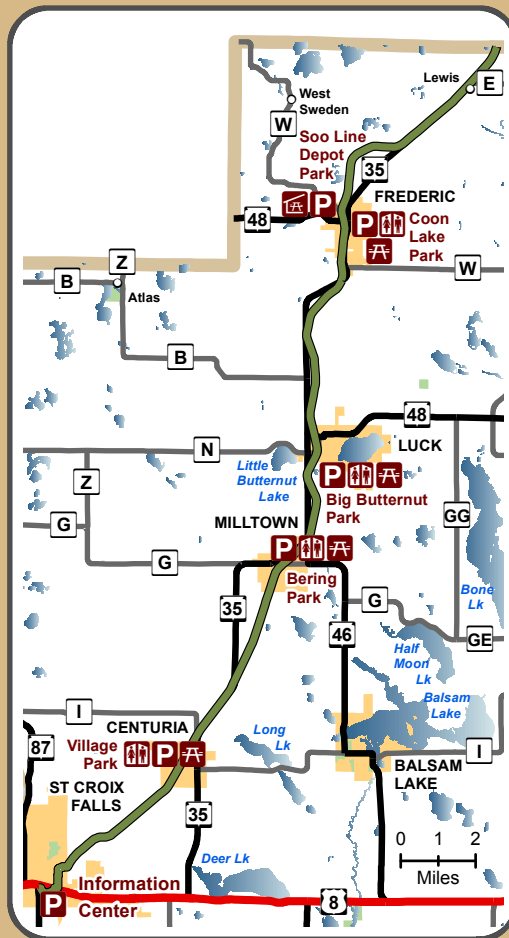 Lewis
E
West
Sweden
W
Soo Line
Depot
Park
35
FREDERIC
P
48
P
Coon
Lake
Park
Z
W
B
Atlas
B
48
N
LUCK
Little
Butternut
Lake
Z
P
Big Butternut
Park
GG
G
MILLTOWN
P
G
Bering
Park
Bone
Lk
35
G
46
GE
Half
Moon
Lk
Balsam
Lake
I
CENTURIA
Long
Lk
87
Village
Park
P
I
BALSAM
LAKE
ST CROIX
FALLS
35
0 1 2
Miles
Deer Lk
Information
Center
P
8